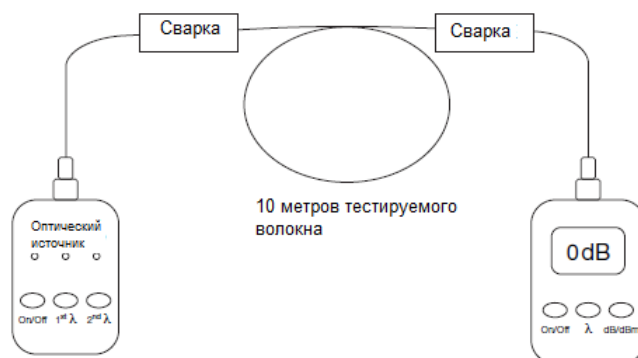 Сварка
Сварка
10 метров тестируемого
волокна
Оптический
источник
On/Off 1st λ 2nd λ
0dB
On/Off λ dB/dBm